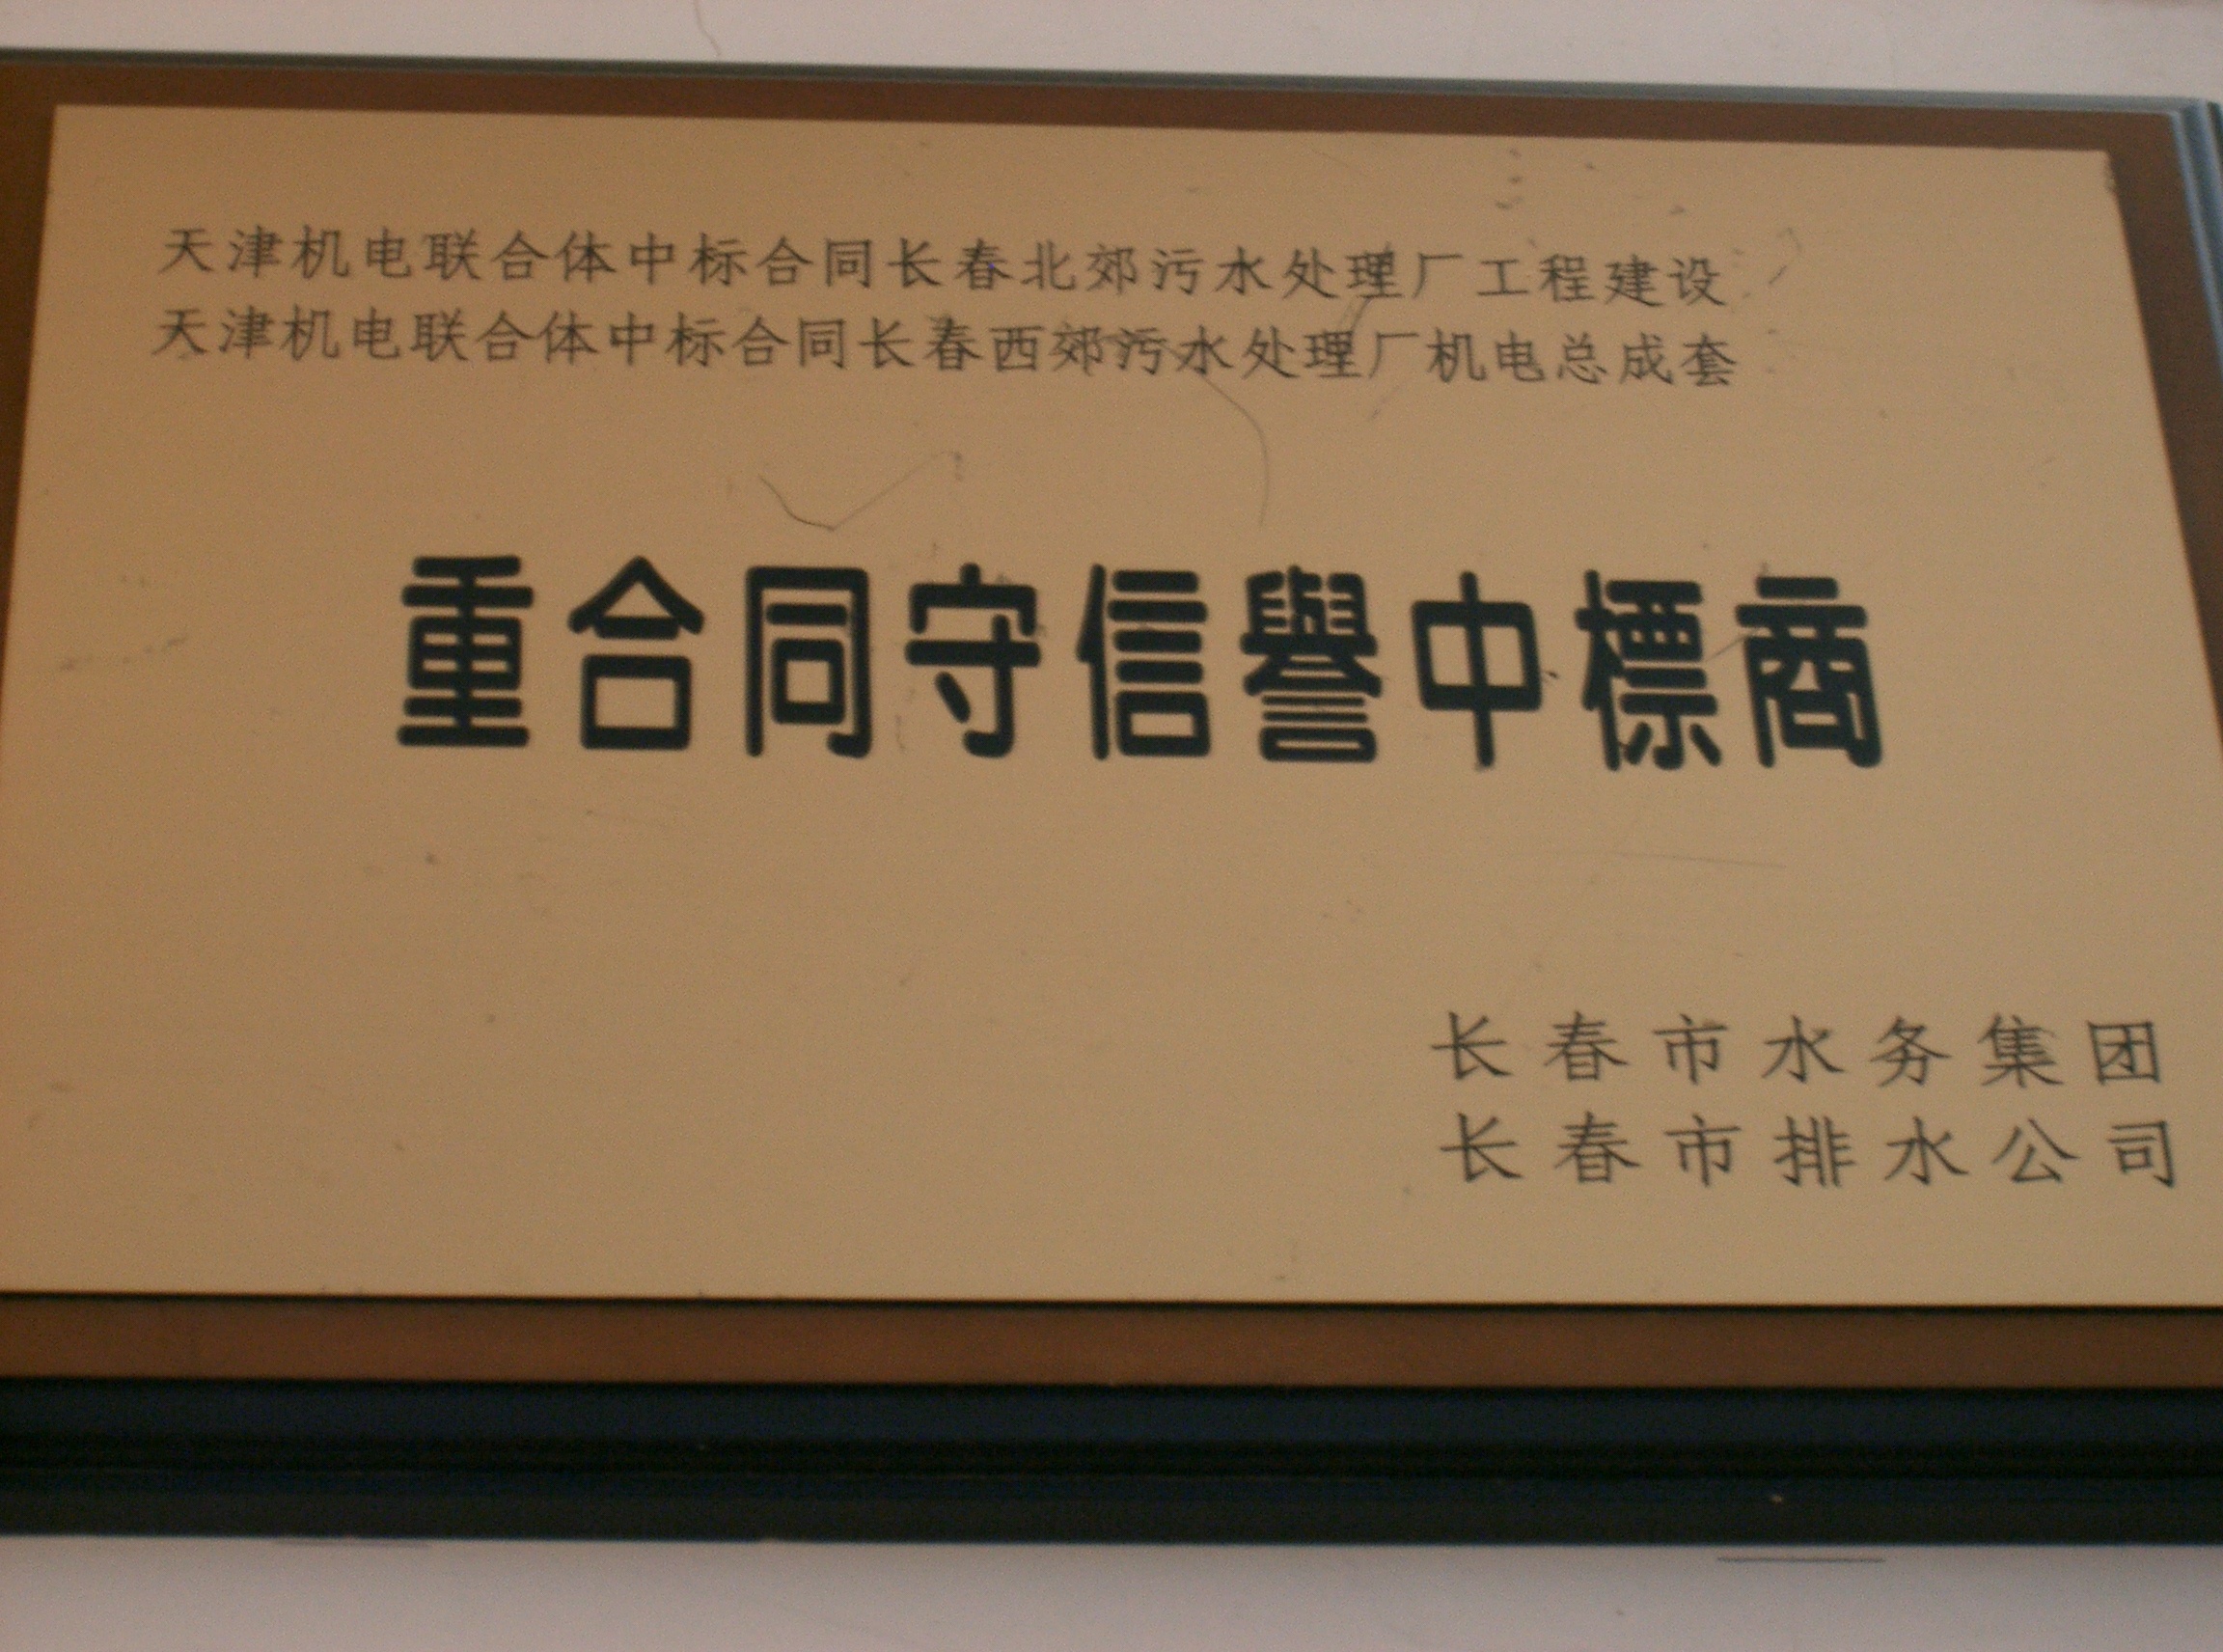 天津机电联合体中标合同长春北郊污水处理厂工程建设
天津机电联合体中标合同长春西郊污水处理厂机电总成套
重合同守信譽中標商
长春市水务集团
长春市排水公司